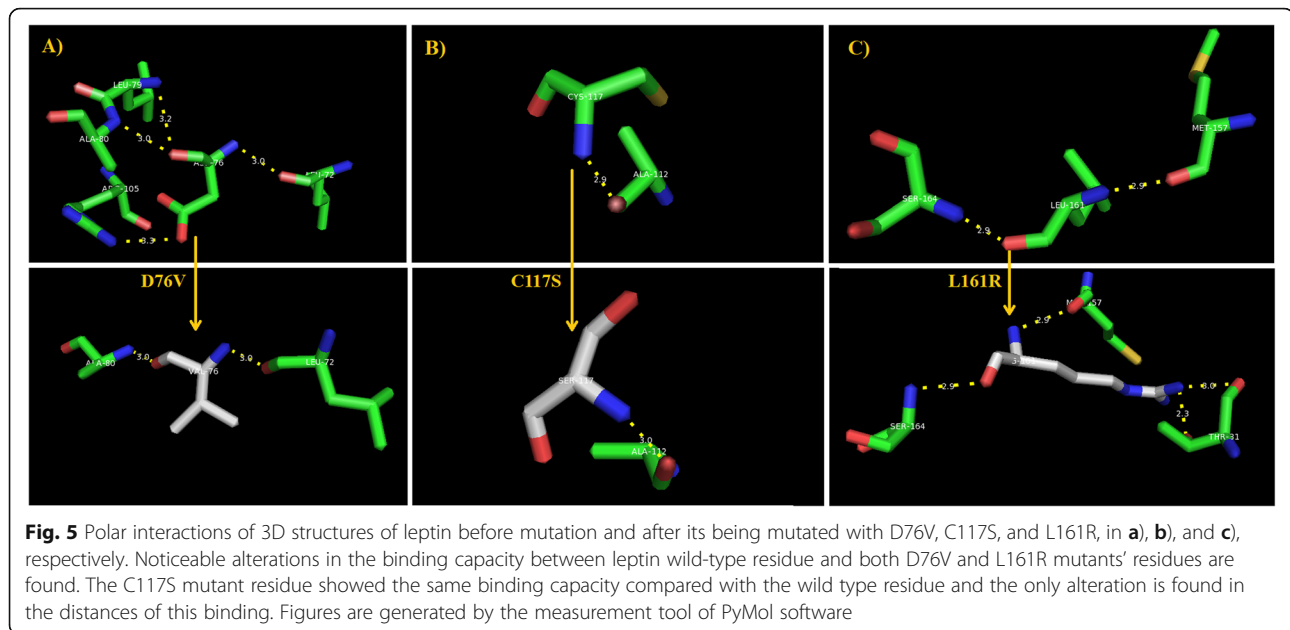 A)
LEU-79
3.2
3.0
ALA-80
3.0
LEU-72
3.3
D76V
ALA-80
3.0
VAL-76
3.0
LEU-72
B)
CYS-117
2.9
ALA-112
C117S
SER-117
3.0
ALA-112
C)
MET-157
2.9
SER-164
LEU-161
2.9
L161R
2.9
2.9
3.0
2.3
SER-164
THR-31
Fig. 5 Polar interactions of 3D structures of leptin before mutation and after its being mutated with D76V, C117S, and L161R, in a), b), and c),
respectively. Noticeable alterations in the binding capacity between leptin wild-type residue and both D76V and L161R mutants' residues are
found. The C117S mutant residue showed the same binding capacity compared with the wild type residue and the only alteration is found in
the distances of this binding. Figures are generated by the measurement tool of PyMol software